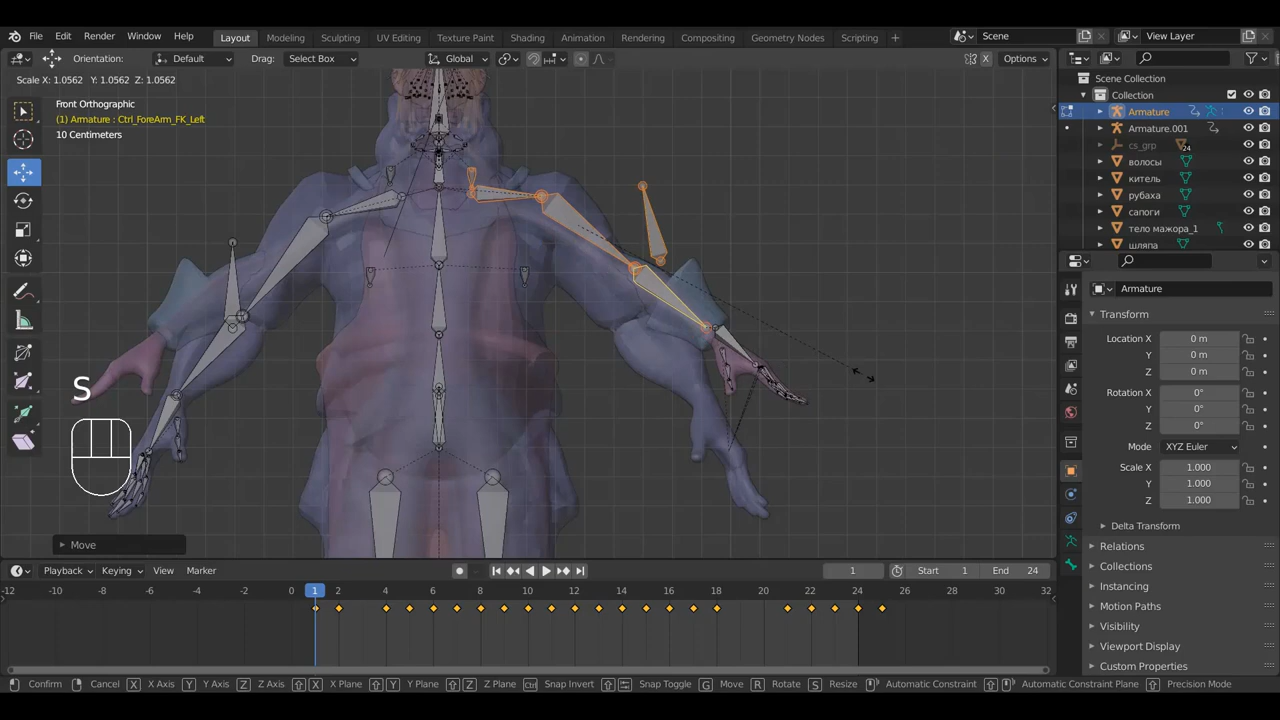 File Edit Render Window Help Layout Modeling Sculpting UV Editing Texture Paint Shading Animation Rendering Compositing Geometry Nodes Scripting + Scene View Layer
Orientation: Default Drag: Select Box Global X Options
Scale X: 1.0562 Y: 1.0562 Z: 1.0562
Front Orthographic
(1) Armature : Ctrl_ForeArm_FK_Left
10 Centimeters
Scene Collection
Collection
Armature
Armature.001
cs_grp 24
волосы
китель
рубаха
сапоги
тело мажора_1
шляпа
Armature
Transform
Location X 0 m
Y 0 m
Z 0 m
Rotation X 0°
Y 0°
Z 0°
Mode XYZ Euler
Scale X 1.000
Y 1.000
Z 1.000
Delta Transform
Relations
Collections
Instancing
Motion Paths
Visibility
Viewport Display
Custom Properties
S
Move
Playback Keying View Marker 1 Start 1 End 24
-12 -10 -8 -6 -4 -2 0 1 2 4 6 8 10 12 14 16 18 20 22 24 26 28 30 32
Confirm Cancel X X Axis Y Y Axis Z Z Axis X X Plane Y Y Plane Z Z Plane Ctrl Snap Invert Snap Toggle G Move R Rotate S Resize Automatic Constraint Automatic Constraint Plane Precision Mode